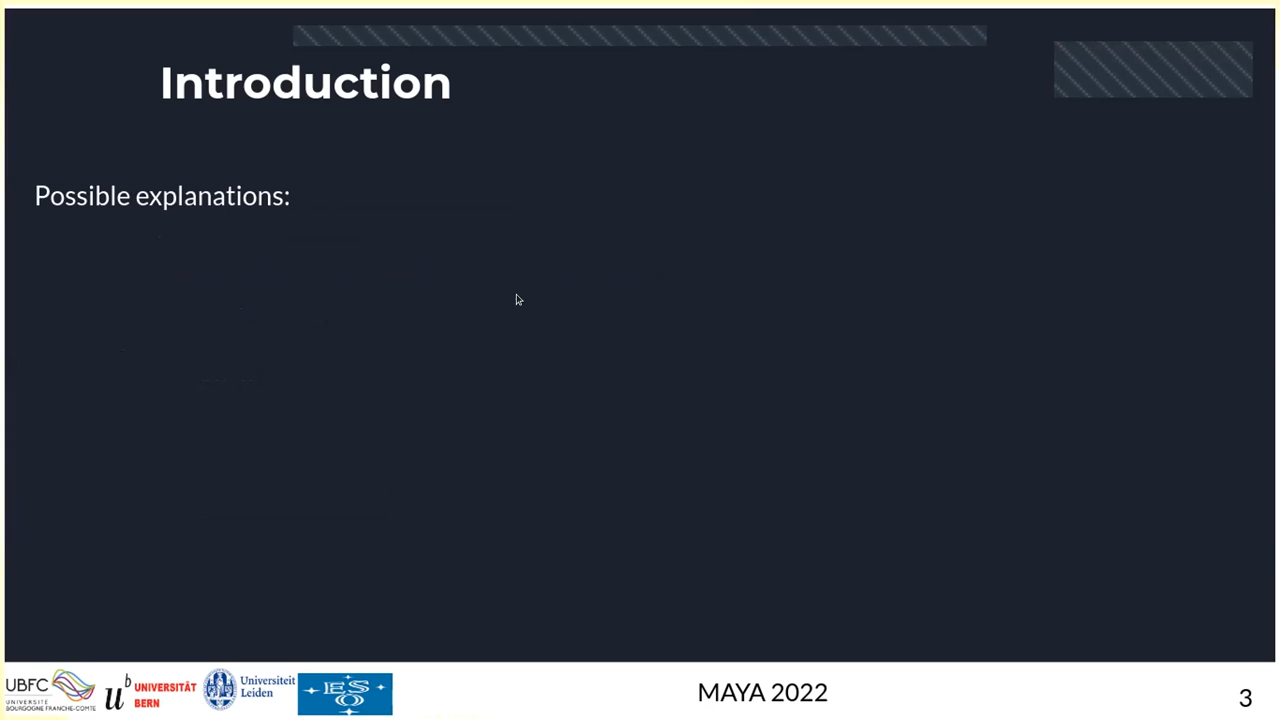 Introduction
Possible explanations:
UBFC
UNIVERSITÉ
BOURGOGNE FRANCHE-COMTÉ
u b
UNIVERSITÄT
BERN
Universiteit
Leiden
ESO
MAYA 2022
3